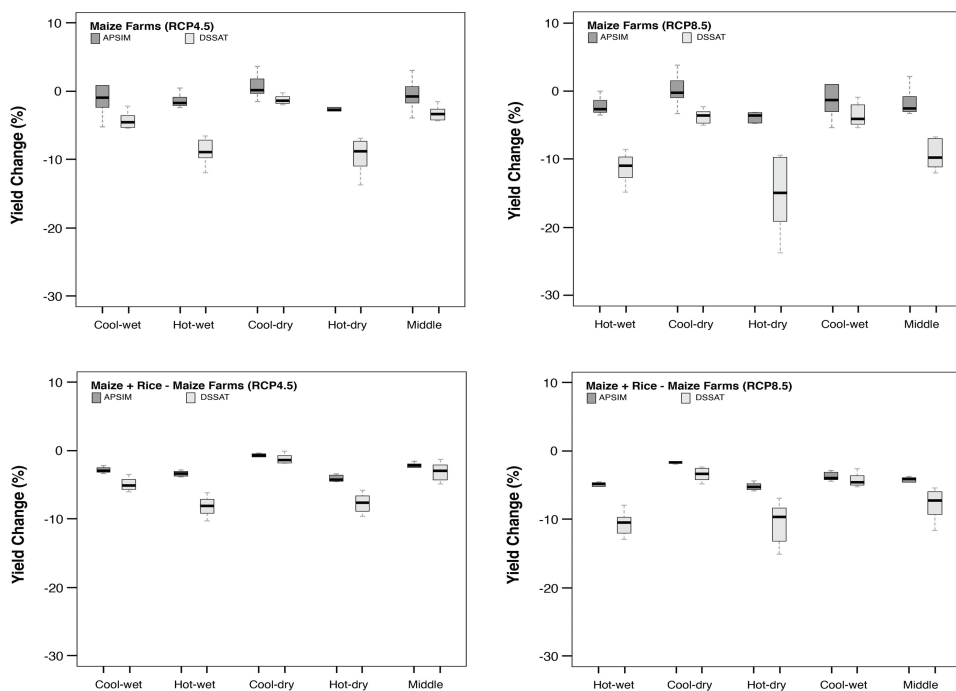 Maize Farms (RCP4.5)
APSIM DSSAT
Yield Change (%)
10
0
-10
-20
-30
Cool-wet Hot-wet Cool-dry Hot-dry Middle
Maize Farms (RCP8.5)
APSIM DSSAT
Yield Change (%)
10
0
-10
-20
-30
Hot-wet Cool-dry Hot-dry Cool-wet Middle
Maize + Rice - Maize Farms (RCP4.5)
APSIM DSSAT
Yield Change (%)
10
0
-10
-20
-30
Cool-wet Hot-wet Cool-dry Hot-dry Middle
Maize + Rice - Maize Farms (RCP8.5)
APSIM DSSAT
Yield Change (%)
10
0
-10
-20
-30
Hot-wet Cool-dry Hot-dry Cool-wet Middle